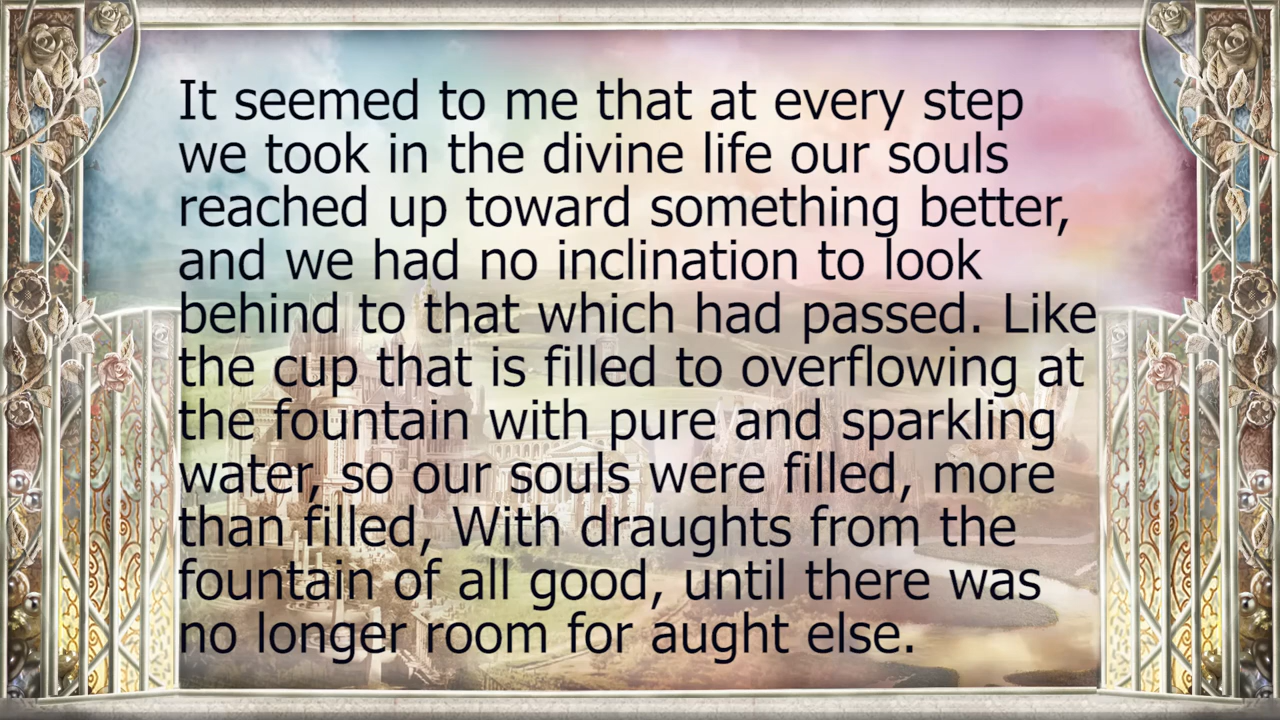 It seemed to me that at every step
we took in the divine life our souls
reached up toward something better,
and we had no inclination to look
behind to that which had passed. Like
the cup that is filled to overflowing at
the fountain with pure and sparkling
water, so our souls were filled, more
than filled, With draughts from the
fountain of all good, until there was
no longer room for aught else.